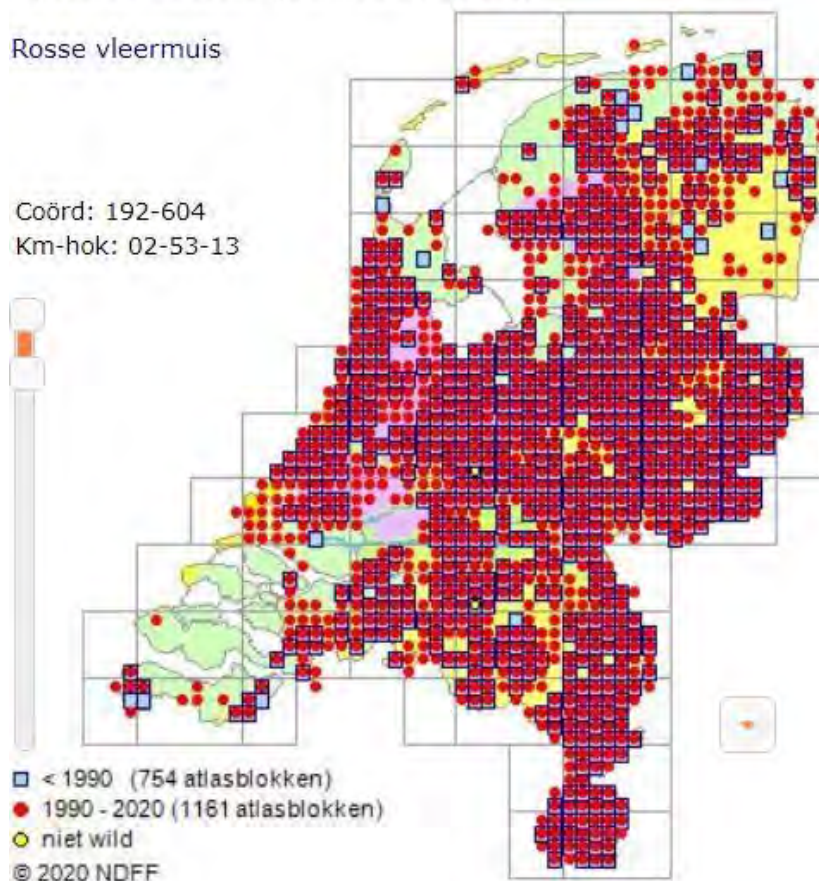 Rosse vleermuis
Coörd: 192-604
Km-hok: 02-53-13
< 1990 (754 atlasblokken)
1990 - 2020 (1161 atlasblokken)
niet wild
© 2020 NDFF